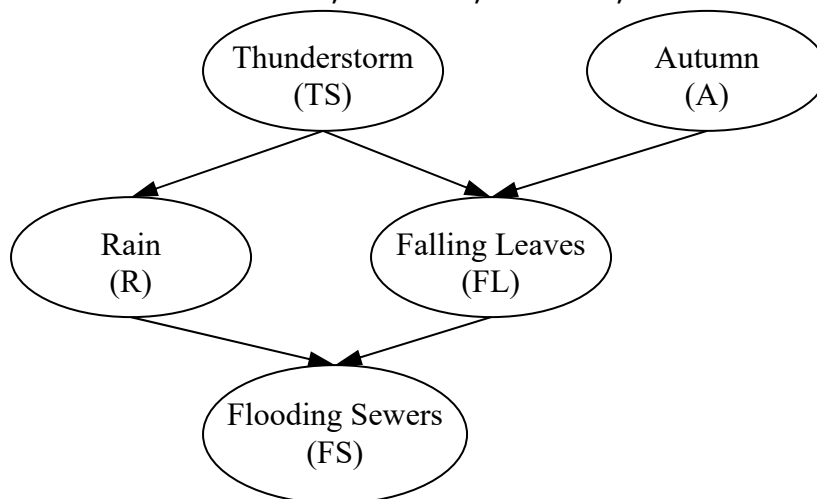 Thunderstorm
(TS)
Autumn
(A)
Rain
(R)
Falling Leaves
(FL)
Flooding Sewers
(FS)